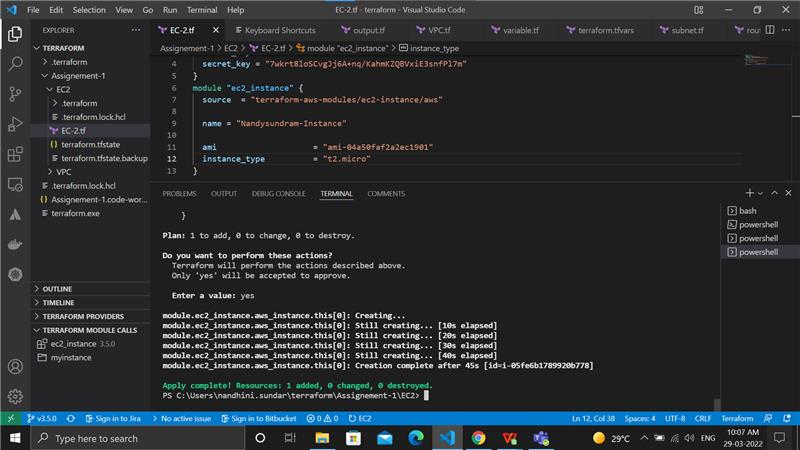 File Edit Selection View Go Run Terminal Help
EC-2.tf - terraform - Visual Studio Code
EXPLORER
TERRAFORM
.terraform
Assignement-1
EC2
.terraform
.terraform.lock.hcl
EC-2.tf
terraform.tfstate
terraform.tfstate.backup
VPC
.terraform.lock.hcl
Assignement-1.code-wor...
terraform.exe
OUTLINE
TIMELINE
TERRAFORM PROVIDERS
TERRAFORM MODULE CALLS
ec2_instance 3.5.0
myinstance
EC-2.tf Keyboard Shortcuts output.tf VPC.tf variable.tf terraform.tfvars subnet.tf
Assignement-1 > EC2 > EC-2.tf > module "ec2_instance" > instance_type
4 secret_key =
5 }
6 module "ec2_instance" {
7 source = "terraform-aws-modules/ec2-instance/aws"
8
9 name = "Nandysundram-Instance"
10
11 ami = "ami-04a50faf2a2ec1901"
12 instance_type = "t2.micro"
13 }
PROBLEMS OUTPUT DEBUG CONSOLE TERMINAL COMMENTS
}
Plan: 1 to add, 0 to change, 0 to destroy.
Do you want to perform these actions?
Terraform will perform the actions described above.
Only 'yes' will be accepted to approve.
Enter a value: yes
module.ec2_instance.aws_instance.this[0]: Creating...
module.ec2_instance.aws_instance.this[0]: Still creating... [10s elapsed]
module.ec2_instance.aws_instance.this[0]: Still creating... [20s elapsed]
module.ec2_instance.aws_instance.this[0]: Still creating... [30s elapsed]
module.ec2_instance.aws_instance.this[0]: Still creating... [40s elapsed]
module.ec2_instance.aws_instance.this[0]: Creation complete after 45s [id=i-05fe6b1789920b778]
Apply complete! Resources: 1 added, 0 changed, 0 destroyed.
PS C:\Users\nandhini.sundar\terraform\Assignement-1\EC2>
bash
powershell
powershell
powershell
v3.5.0 Sign in to Jira No active issue Sign in to Bitbucket 0 0 EC2 Ln 12, Col 38 Spaces: 4 UTF-8 CRLF Terraform
Type here to search
29°C
ENG
10:07 AM
29-03-2022